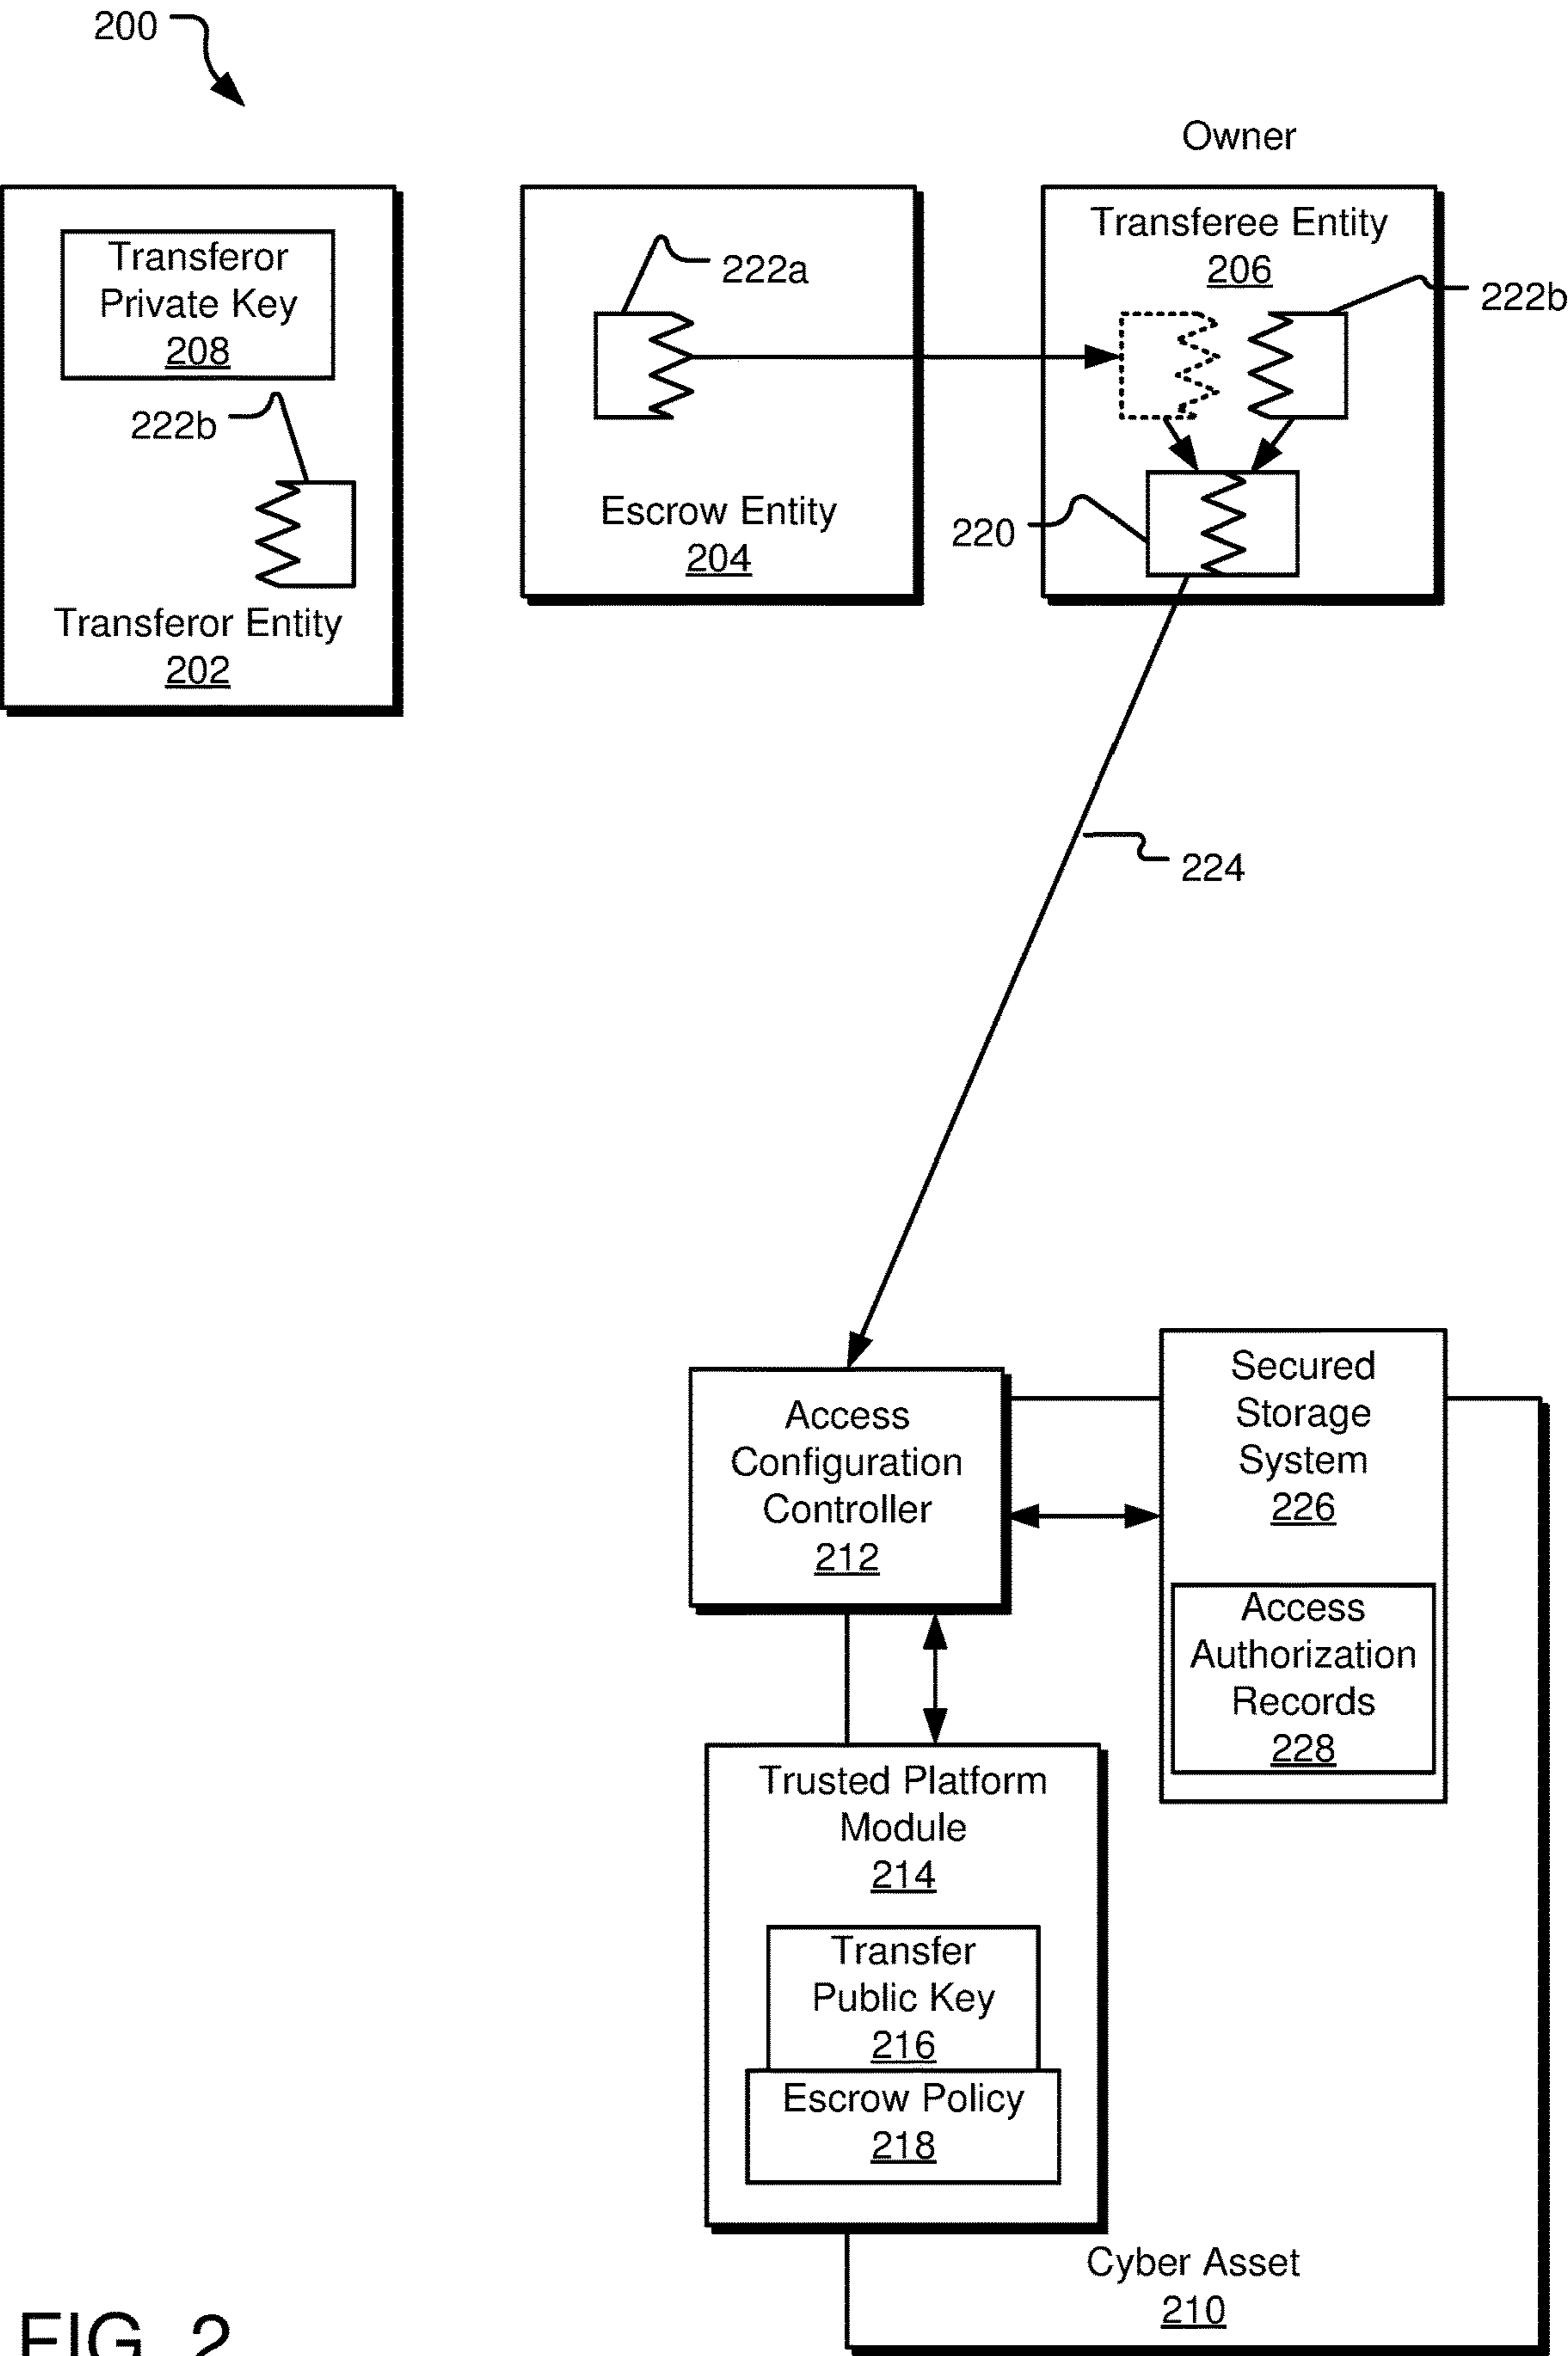 200
Owner
Transferor
Private Key
208
222b
Transferor Entity
202
222a
Escrow Entity
204
Transferee Entity
206
222b
220
224
Access
Configuration
Controller
212
Secured
Storage
System
226
Access
Authorization
Records
228
Trusted Platform
Module
214
Transfer
Public Key
216
Escrow Policy
218
Cyber Asset
210
FIG. 2